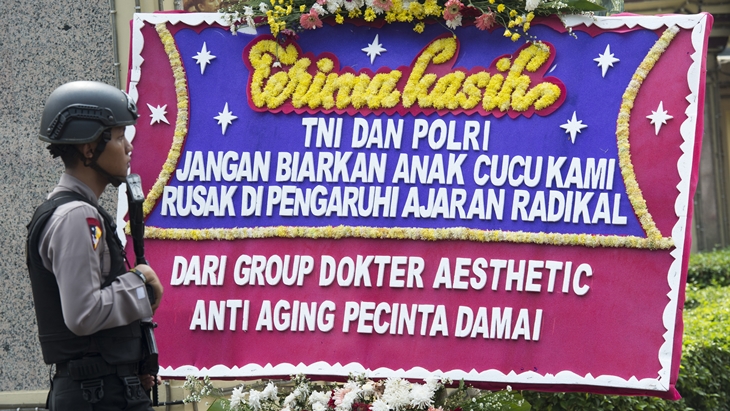 Terima kasih
TNI DAN POLRI
JANGAN BIARKAN ANAK CUCU KAMI
RUSAK DI PENGARUHI AJARAN RADIKAL
DARI GROUP DOKTER AESTHETIC
ANTI AGING PECINTA DAMAI